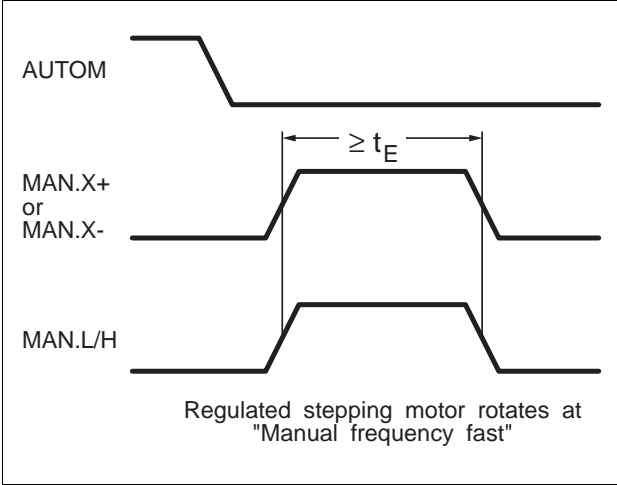 AUTOM
≥ tE
MAN.X+
or
MAN.X-
MAN.L/H
Regulated stepping motor rotates at
"Manual frequency fast"